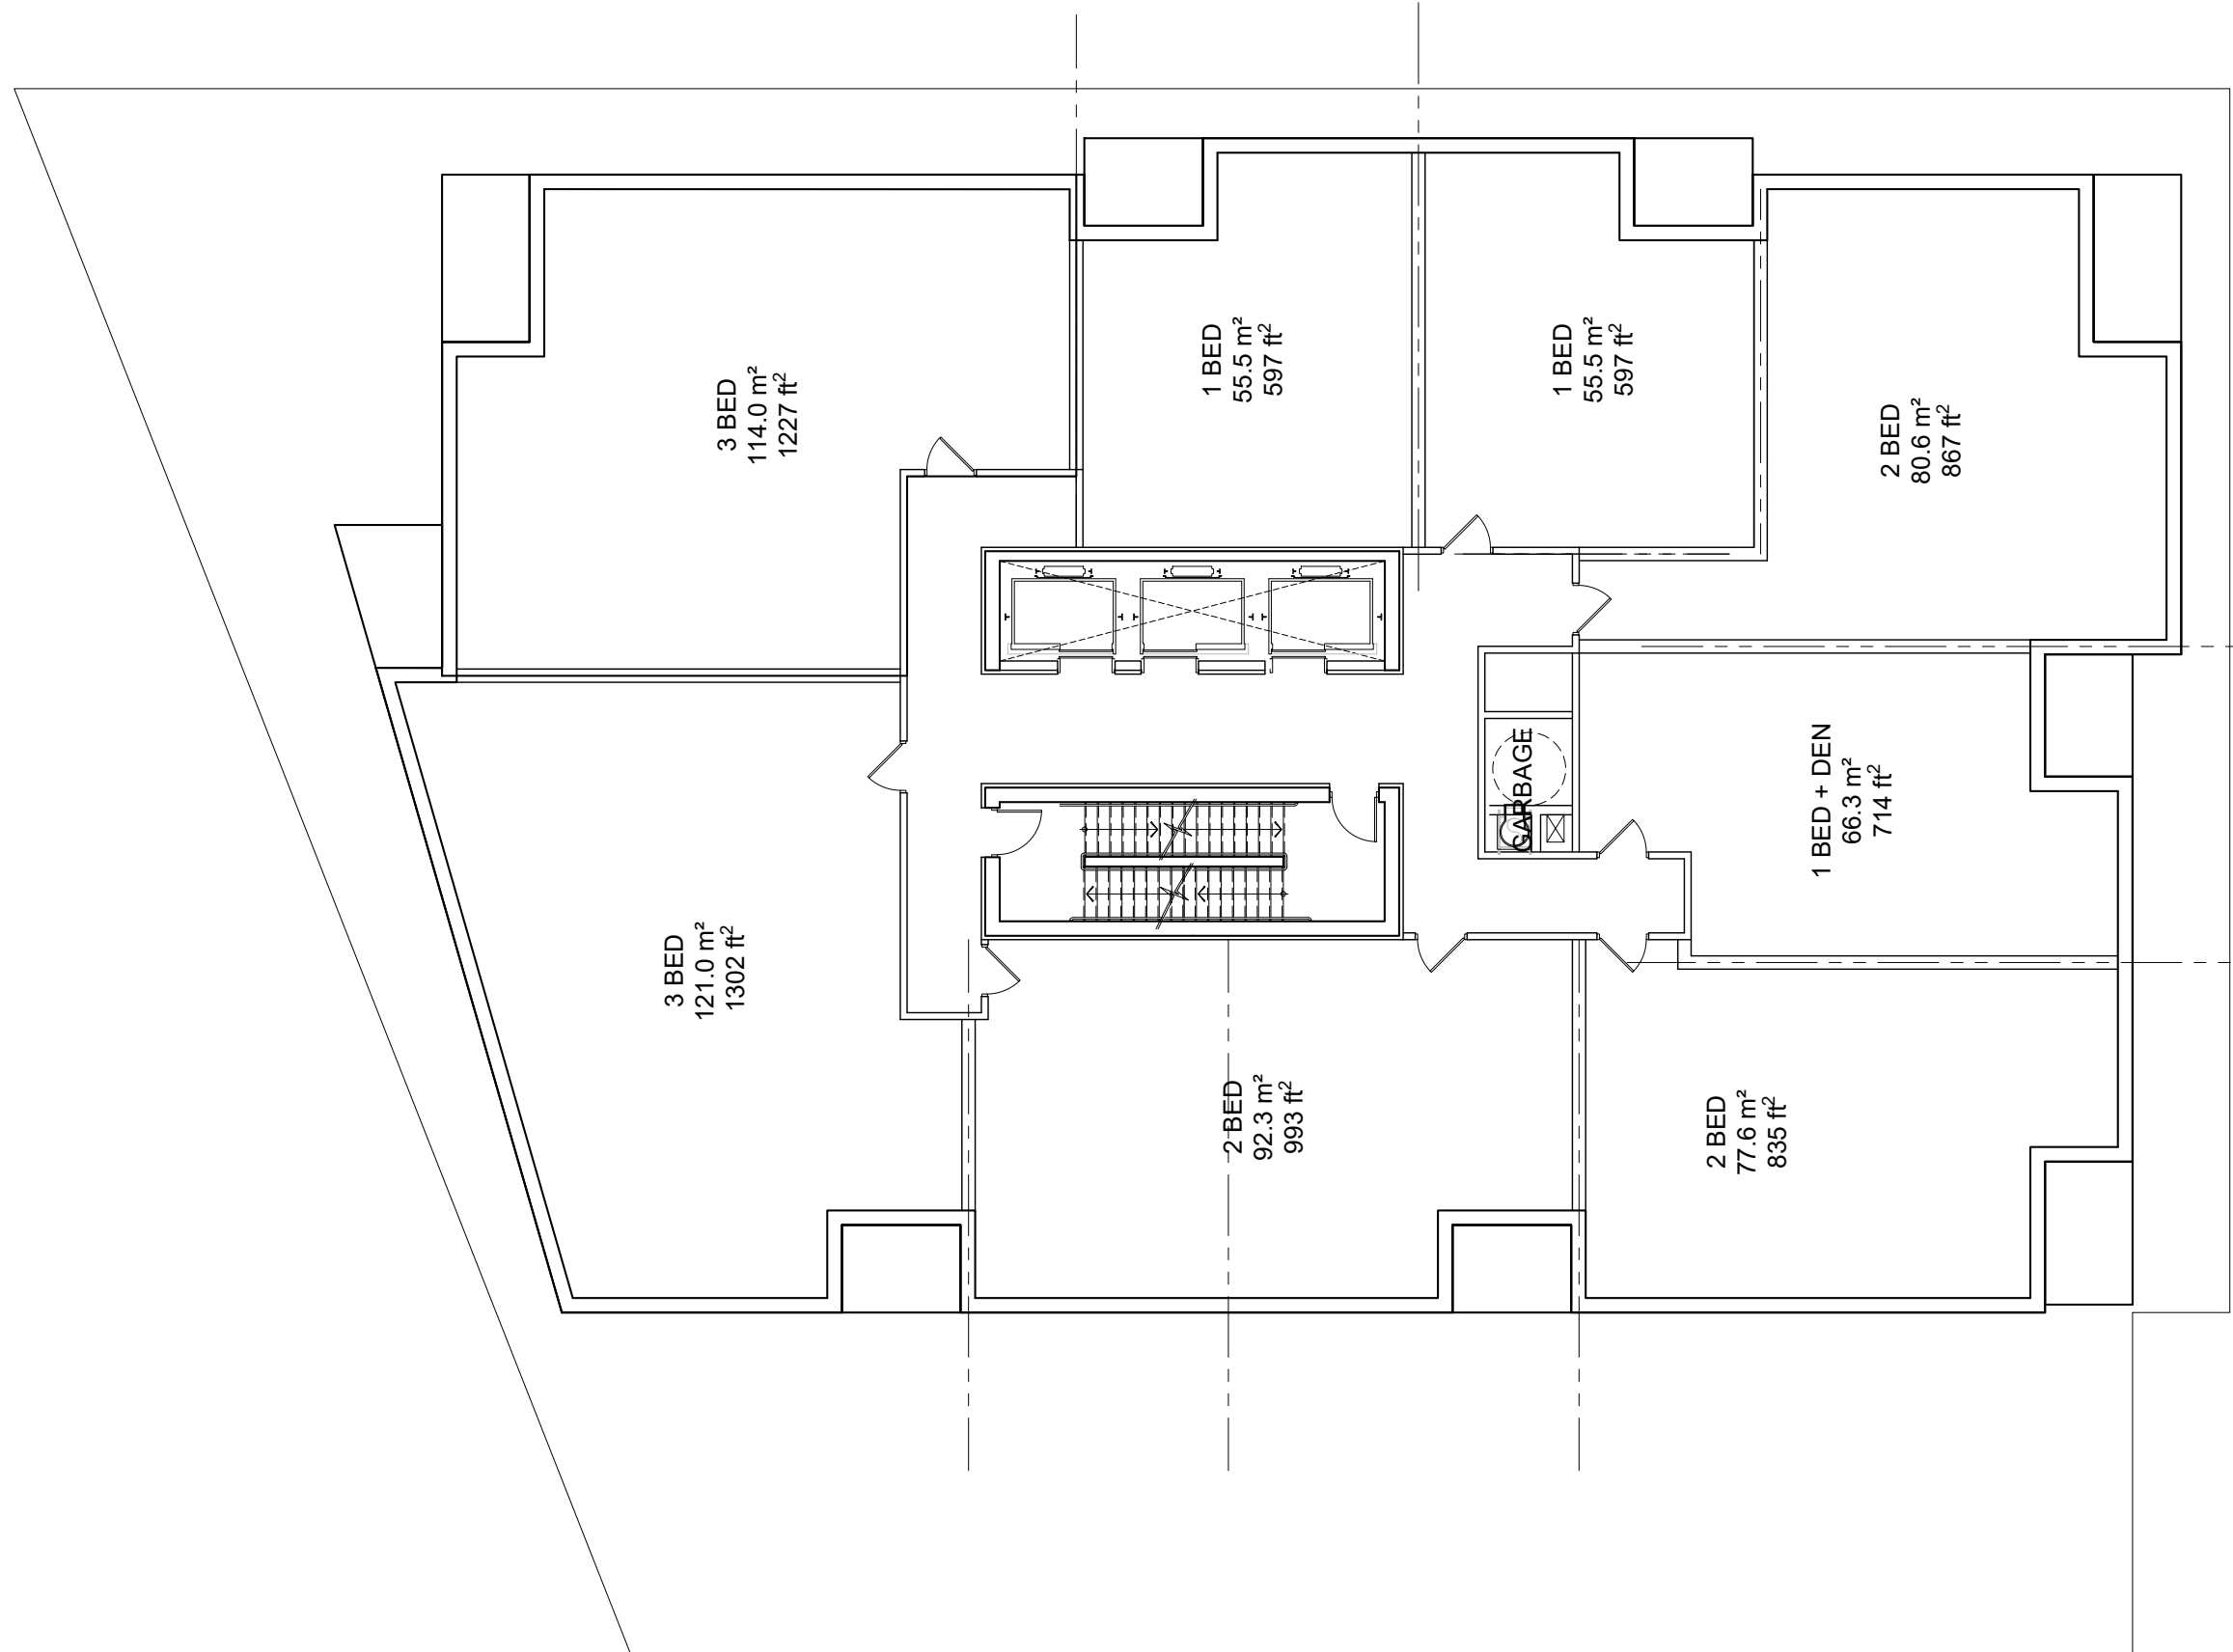 3 BED
114.0 m²
1227 ft²
1 BED
55.5 m²
597 ft²
1 BED
55.5 m²
597 ft²
2 BED
80.6 m²
867 ft²
GARBAGE
1 BED + DEN
66.3 m²
714 ft²
3 BED
121.0 m²
1302 ft²
2 BED
92.3 m²
993 ft²
2 BED
77.6 m²
835 ft²